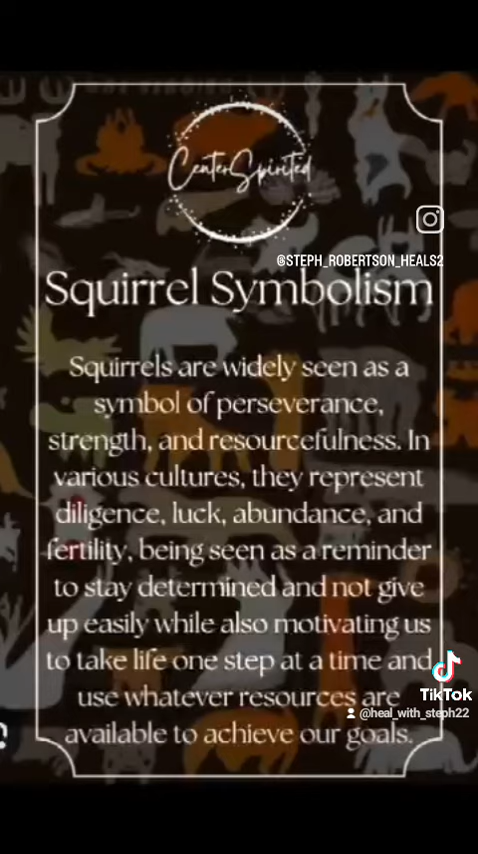 CenterSpirited
@STEPH_ROBERTSON_HEALS2
Squirrel Symbolism
Squirrels are widely seen as a
symbol of perseverance,
strength, and resourcefulness. In
various cultures, they represent
diligence, luck, abundance, and
fertility, being seen as a reminder
to stay determined and not give
up easily while also motivating us
to take life one step at a time and
use whatever resources are
available to achieve our goals.
TikTok
@heal_with_steph22